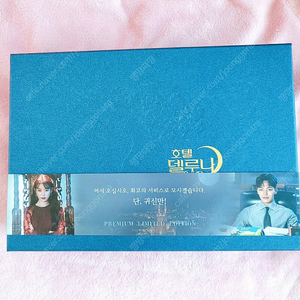 호텔
델루나
어서 오십시오, 최고의 서비스로 모시겠습니다.
단, 귀신만!
PREMIUM LIMITED EDITION